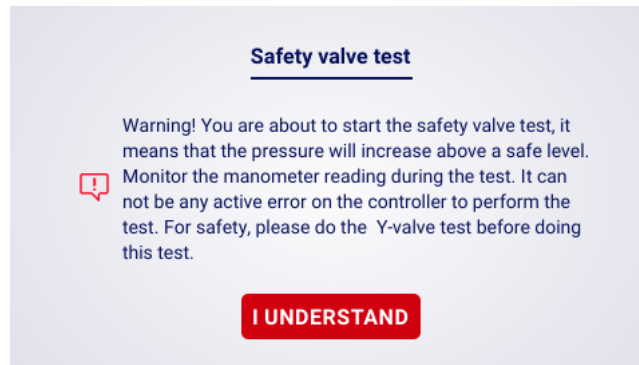 Safety valve test
Warning! You are about to start the safety valve test, it
means that the pressure will increase above a safe level.
Monitor the manometer reading during the test. It can
not be any active error on the controller to perform the
test. For safety, please do the  Y-valve test before doing
this test.
I UNDERSTAND